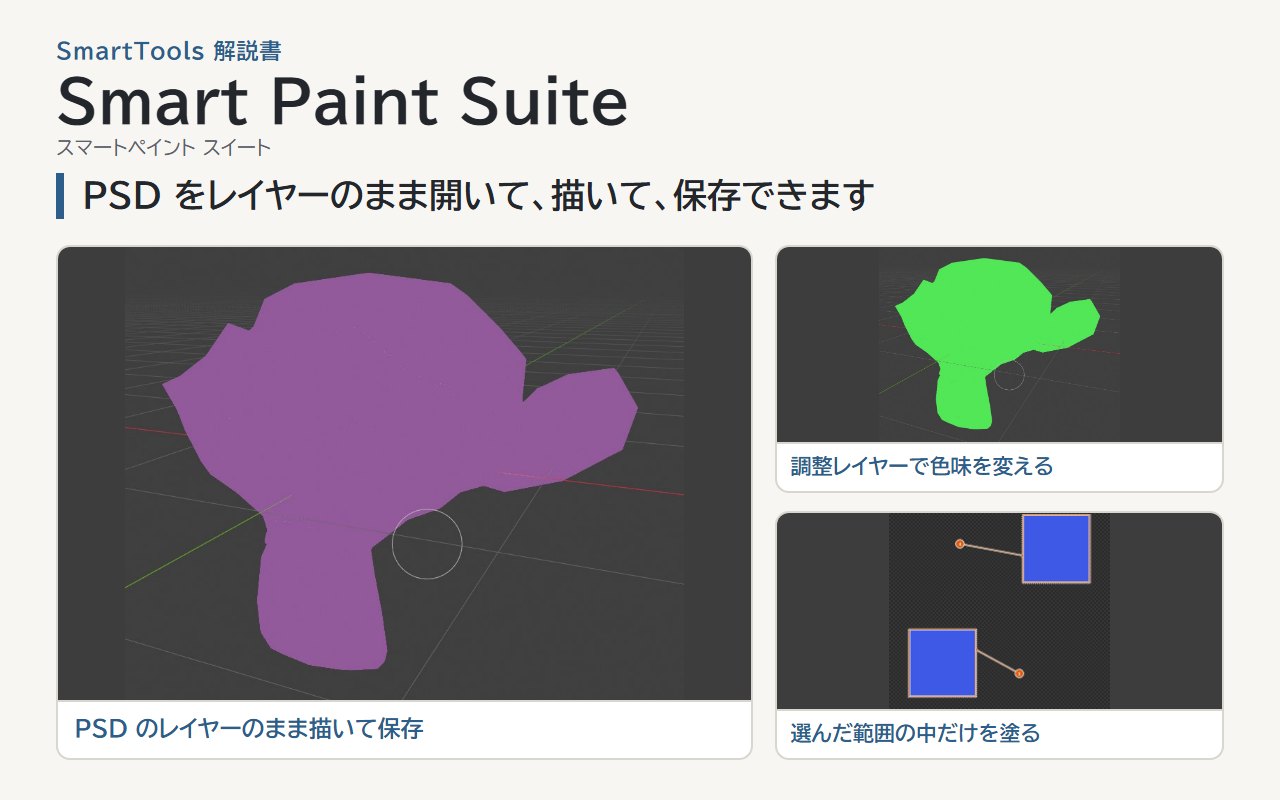 SmartTools 解説書
Smart Paint Suite
スマートペイント スイート
PSD をレイヤーのまま開いて、描いて、保存できます
PSD のレイヤーのまま描いて保存
調整レイヤーで色味を変える
選んだ範囲の中だけを塗る